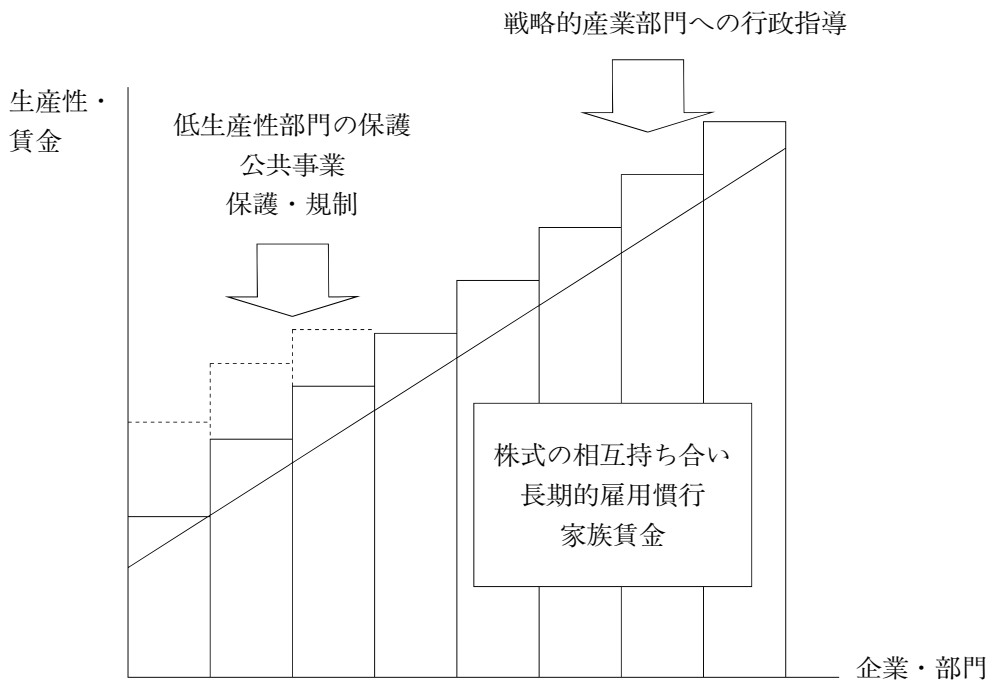 戦略的産業部門への行政指導
生産性・
賃金
低生産性部門の保護
公共事業
保護・規制
株式の相互持ち合い
長期的雇用慣行
家族賃金
企業・部門